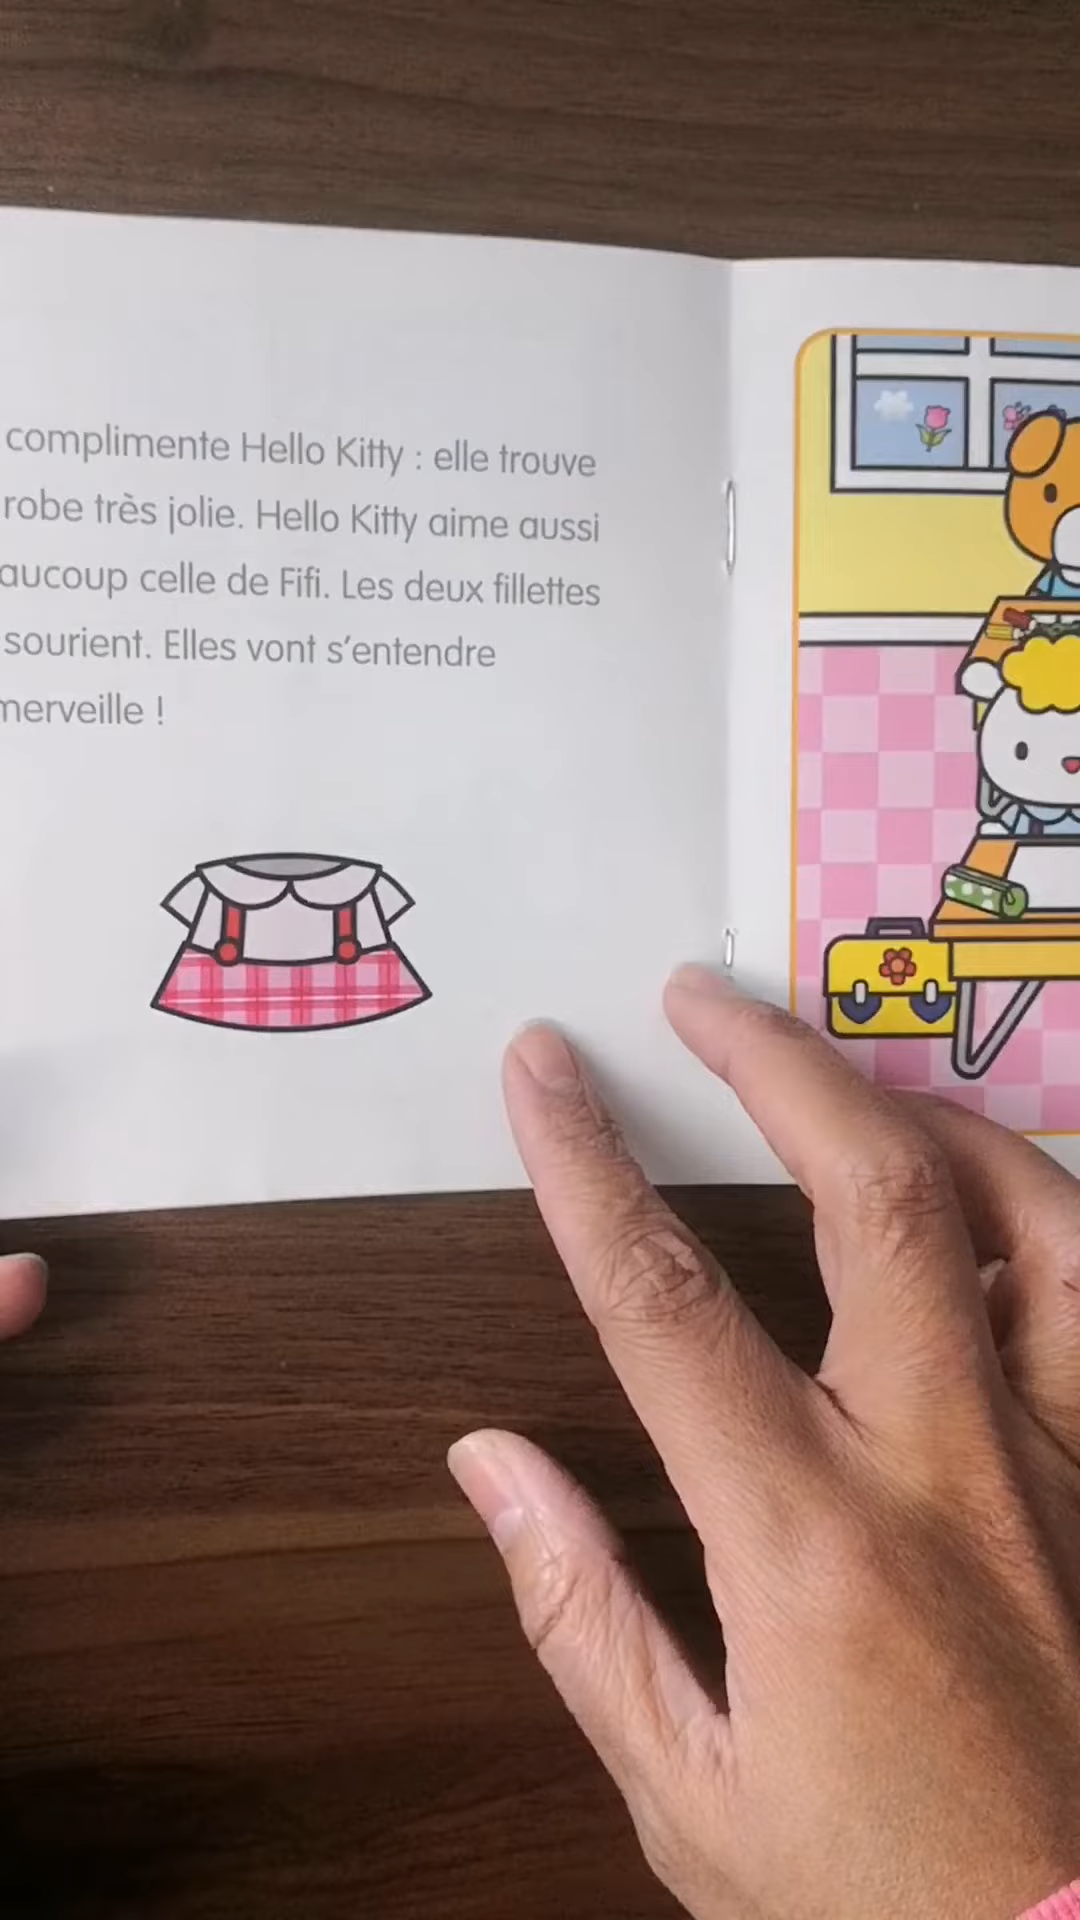 complimente Hello Kitty : elle trouve
robe très jolie. Hello Kitty aime aussi
aucoup celle de Fifi. Les deux fillettes
sourient. Elles vont s'entendre
merveille !